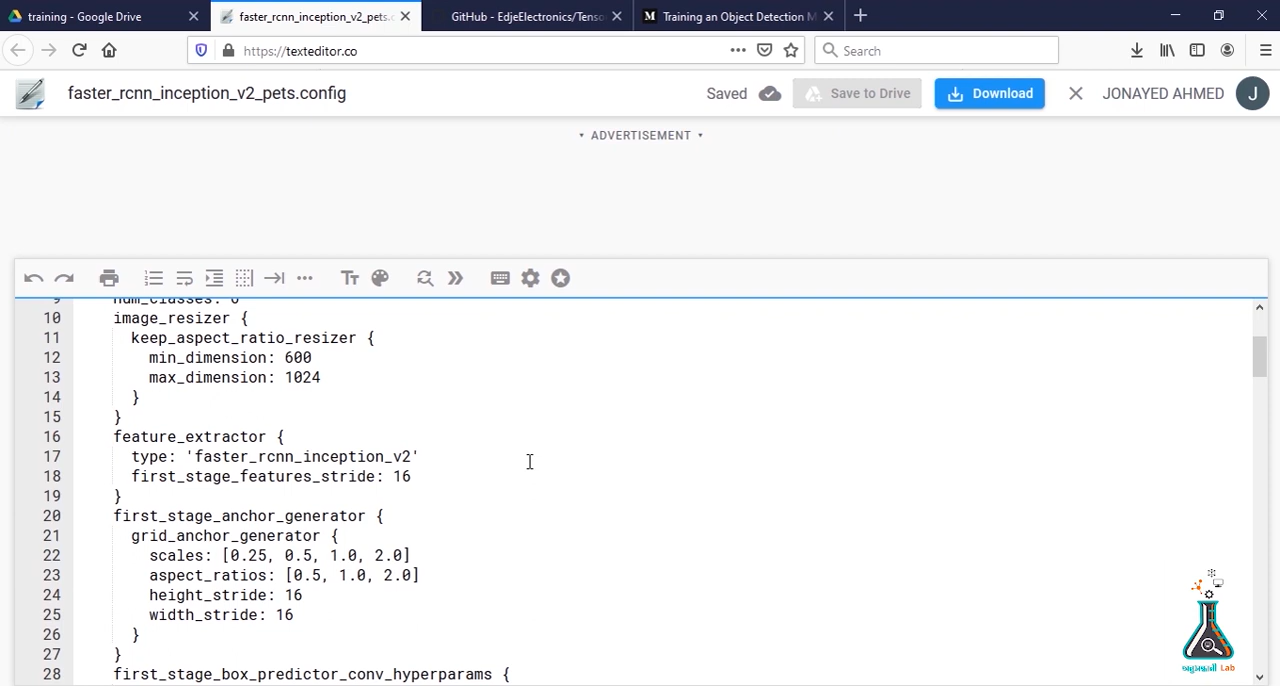 training - Google Drive
faster_rcnn_inception_v2_pets.c
GitHub - EdjeElectronics/Tenso
M Training an Object Detection M
https://texteditor.co
Search
faster_rcnn_inception_v2_pets.config
Saved
Save to Drive
Download
JONAYED AHMED
J
ADVERTISEMENT
9 num_classes: 6
10 image_resizer {
11 keep_aspect_ratio_resizer {
12 min_dimension: 600
13 max_dimension: 1024
14 }
15 }
16 feature_extractor {
17 type: 'faster_rcnn_inception_v2'
18 first_stage_features_stride: 16
19 }
20 first_stage_anchor_generator {
21 grid_anchor_generator {
22 scales: [0.25, 0.5, 1.0, 2.0]
23 aspect_ratios: [0.5, 1.0, 2.0]
24 height_stride: 16
25 width_stride: 16
26 }
27 }
28 first_stage_box_predictor_conv_hyperparams {
Lab